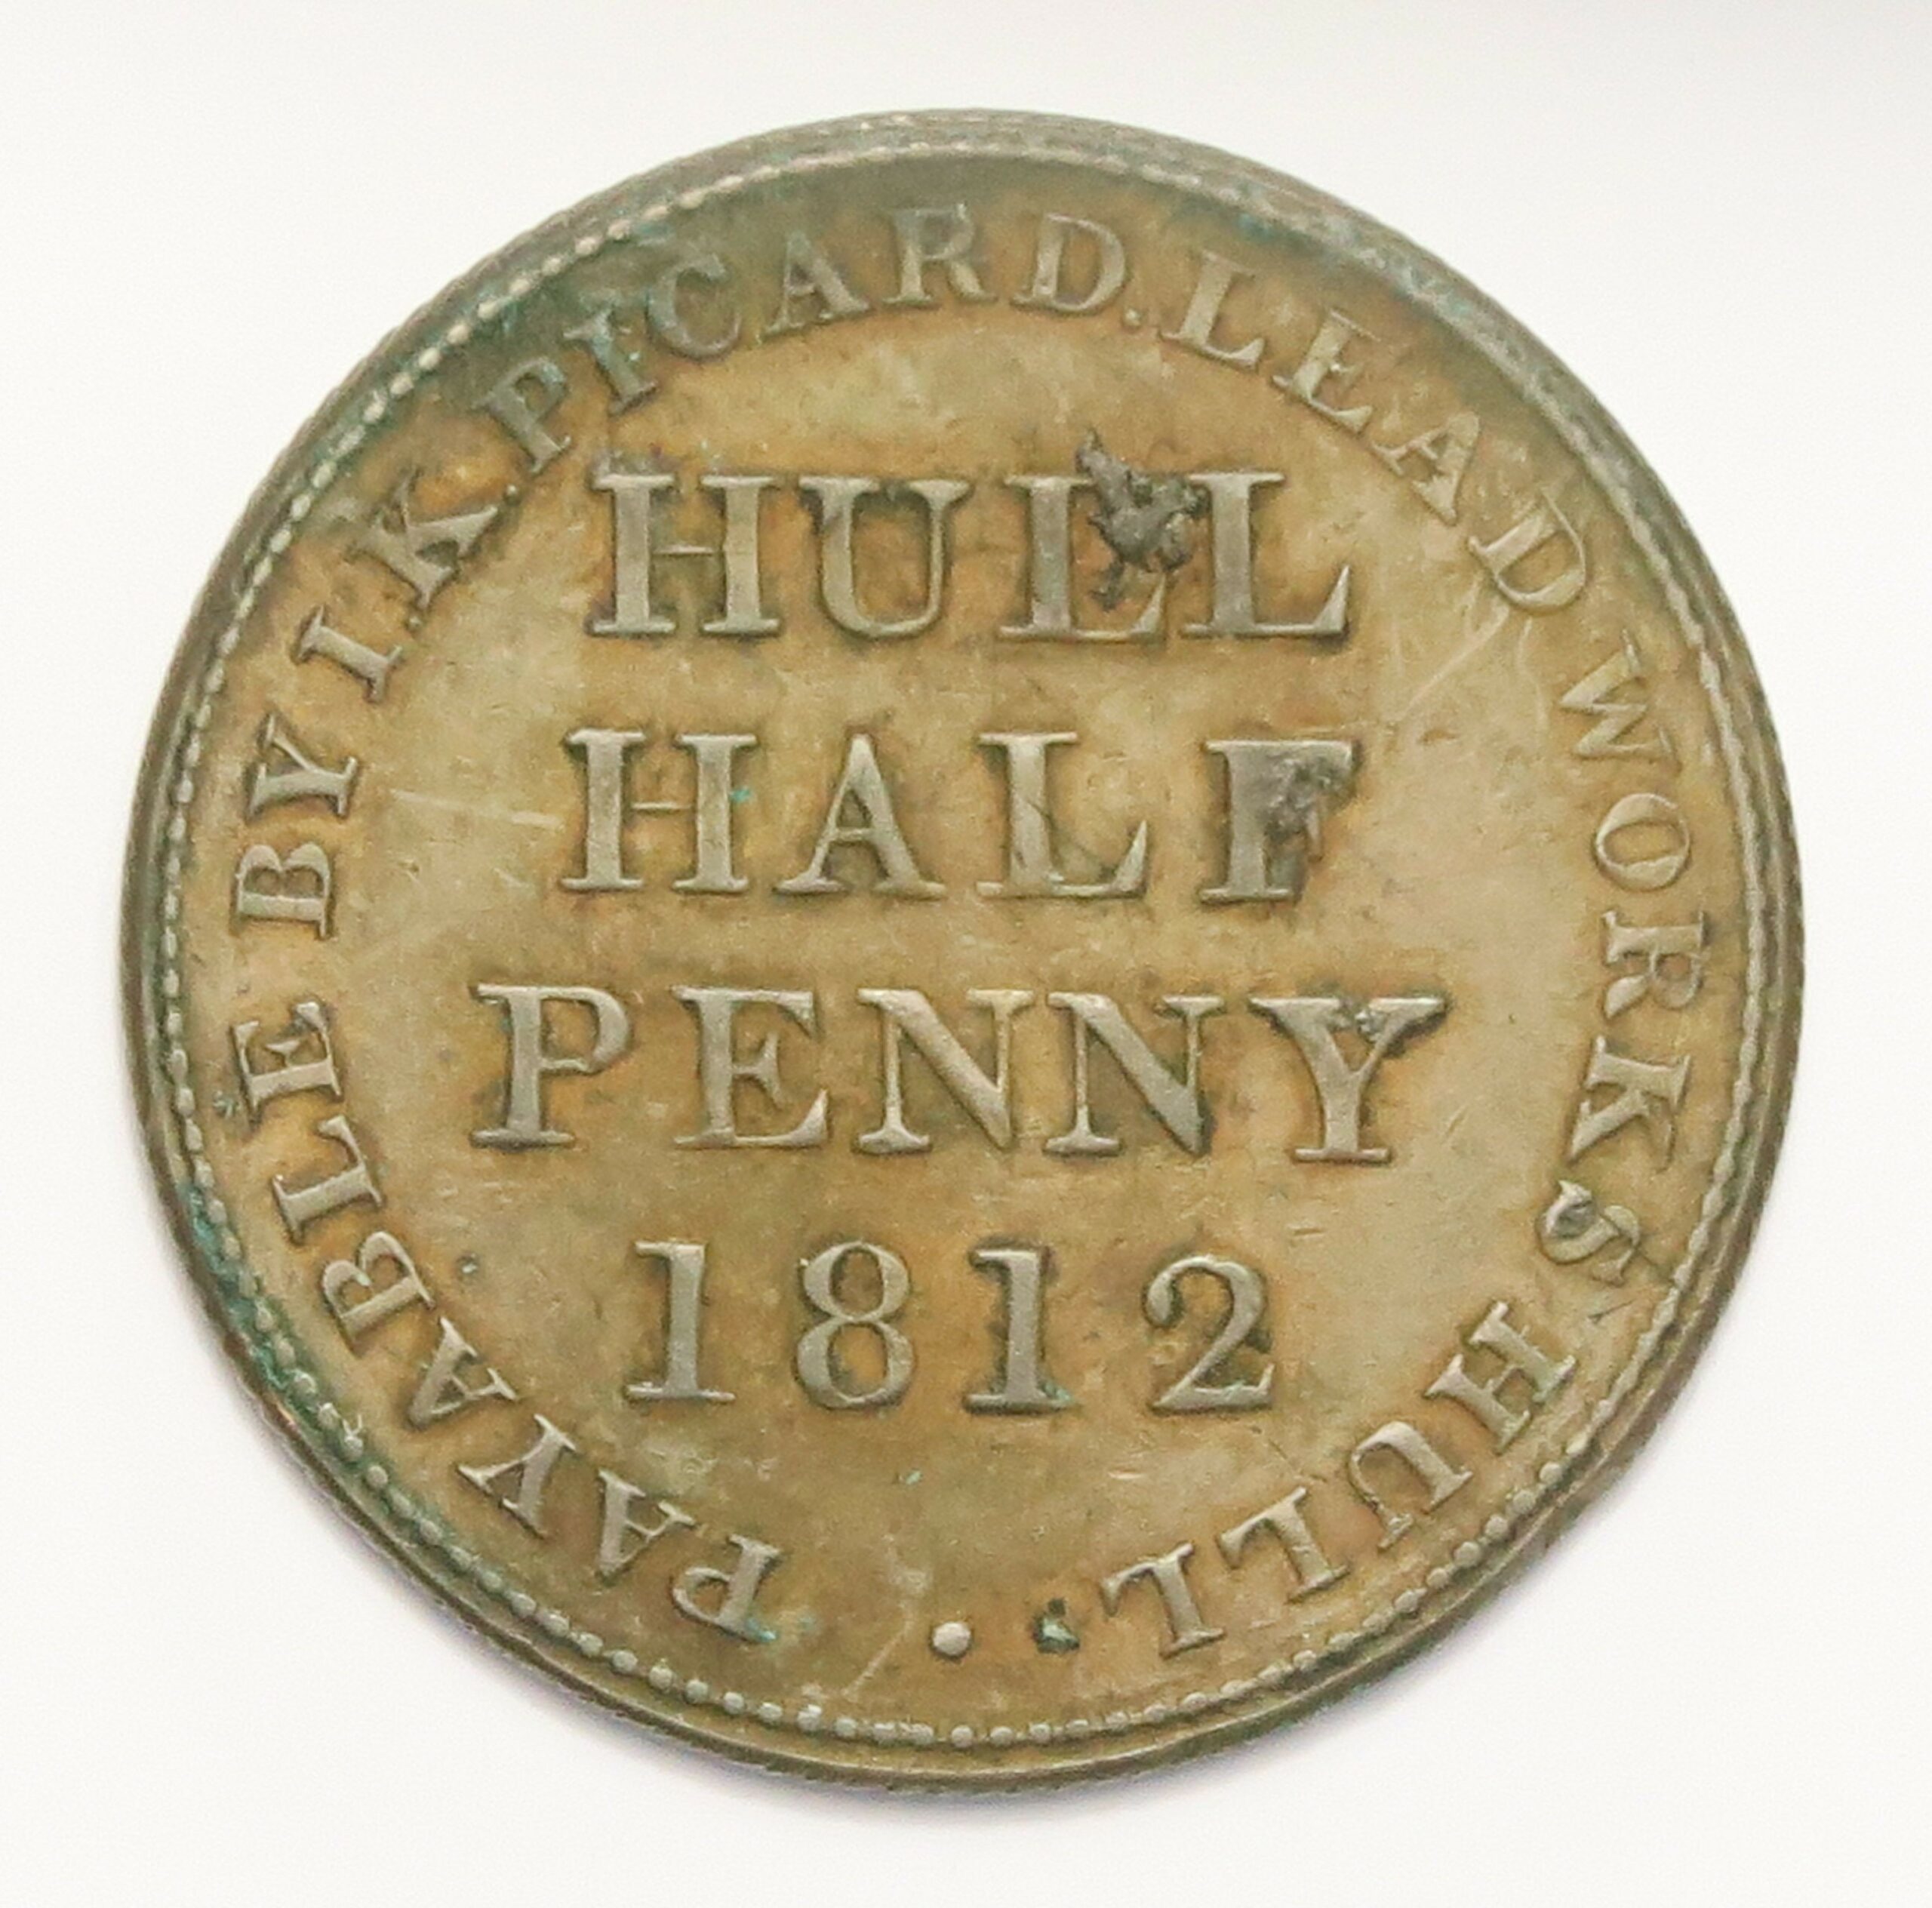 PAYABLE BY I.K. PICARD. LEAD WORKS HULL
HULL
HALF
PENNY
1812